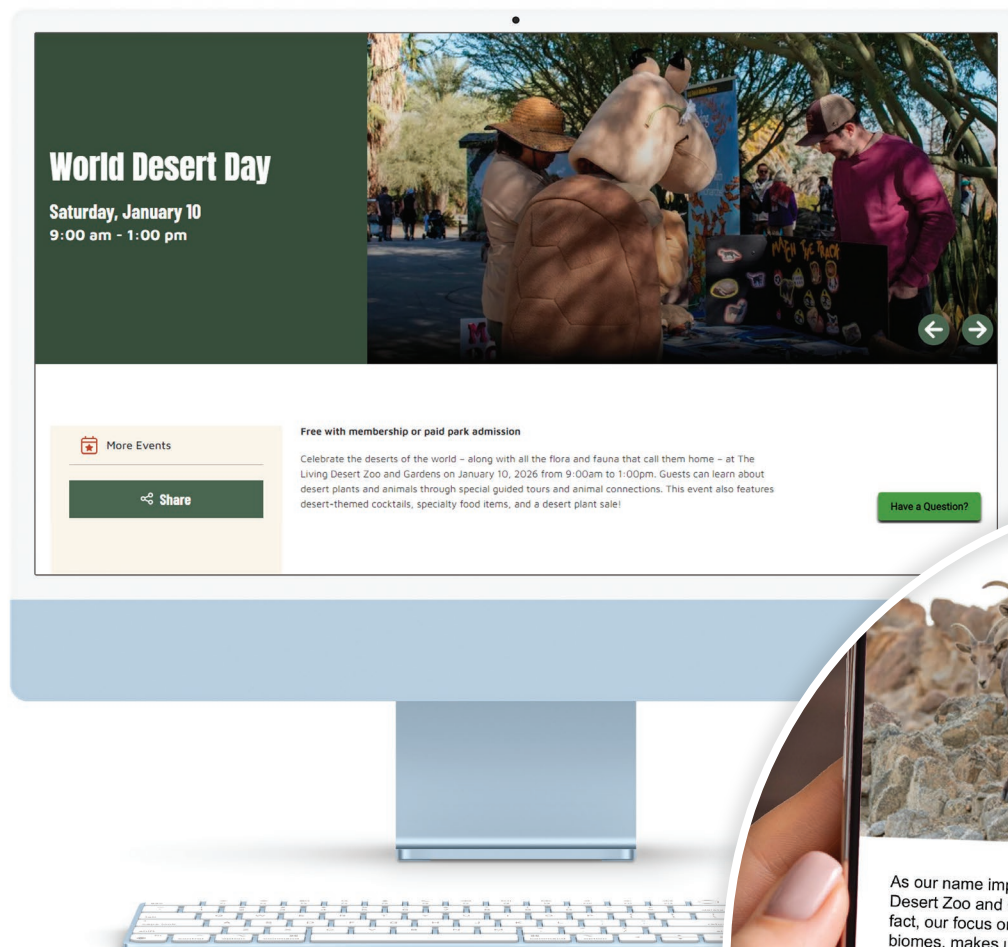 World Desert Day
Saturday, January 10
9:00 am - 1:00 pm
MATCH THE TRACK
More Events
Share
Free with membership or paid park admission
Celebrate the deserts of the world – along with all the flora and fauna that call them home – at The
Living Desert Zoo and Gardens on January 10, 2026 from 9:00am to 1:00pm. Guests can learn about
desert plants and animals through special guided tours and animal connections. This event also features
desert-themed cocktails, specialty food items, and a desert plant sale!
Have a Question?
As our name
Desert Zoo and
fact, our focus
biomes, makes